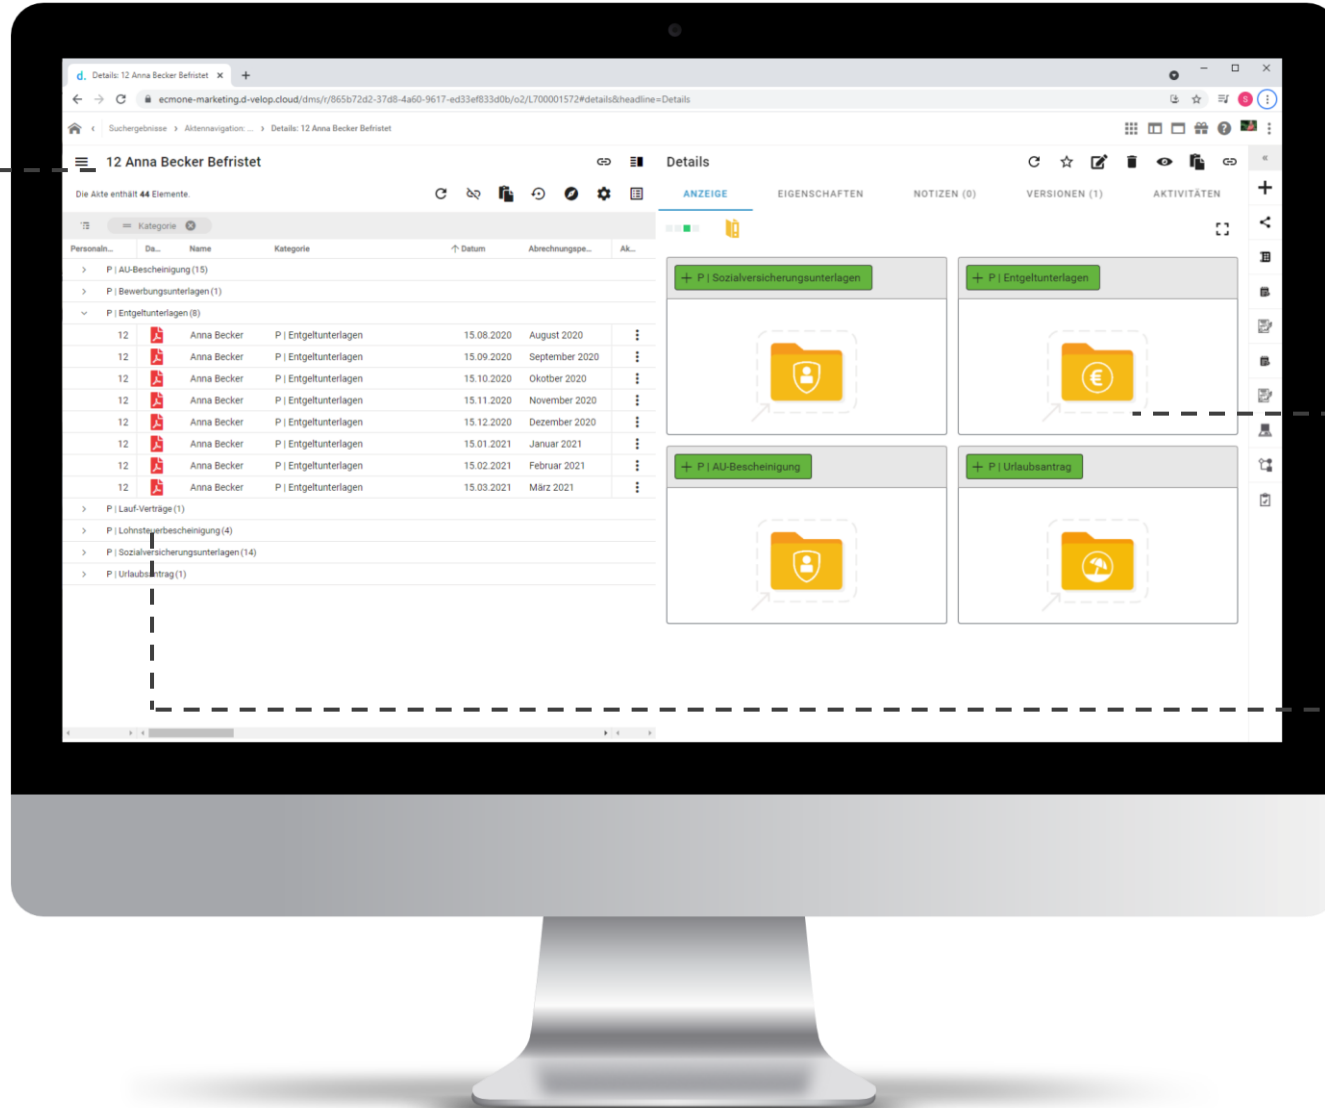 d. Details: 12 Anna Becker Befristet
ecmone-marketing.d-velop.cloud/dms/r/865b72d2-37d8-4a60-9617-ed33ef833d0b/o2/L700001572#details&headline=Details
S
Suchergebnisse > Aktennavigation: ... > Details: 12 Anna Becker Befristet
12 Anna Becker Befristet
Details
Die Akte enthält 44 Elemente.
ANZEIGE EIGENSCHAFTEN NOTIZEN (0) VERSIONEN (1) AKTIVITÄTEN
= Kategorie
Personaln... Da... Name Kategorie Datum Abrechnungspe... Ak...
P | AU-Bescheinigung (15)
P | Bewerbungsunterlagen (1)
P | Entgeltunterlagen (8)
12 Anna Becker P | Entgeltunterlagen 15.08.2020 August 2020
12 Anna Becker P | Entgeltunterlagen 15.09.2020 September 2020
12 Anna Becker P | Entgeltunterlagen 15.10.2020 Okotber 2020
12 Anna Becker P | Entgeltunterlagen 15.11.2020 November 2020
12 Anna Becker P | Entgeltunterlagen 15.12.2020 Dezember 2020
12 Anna Becker P | Entgeltunterlagen 15.01.2021 Januar 2021
12 Anna Becker P | Entgeltunterlagen 15.02.2021 Februar 2021
12 Anna Becker P | Entgeltunterlagen 15.03.2021 März 2021
P | Lauf-Verträge (1)
P | Lohnsteuerbescheinigung (4)
P | Sozialversicherungsunterlagen (14)
P | Urlaubsantrag (1)
+ P | Sozialversicherungsunterlagen
+ P | Entgeltunterlagen
€
+ P | AU-Bescheinigung
+ P | Urlaubsantrag